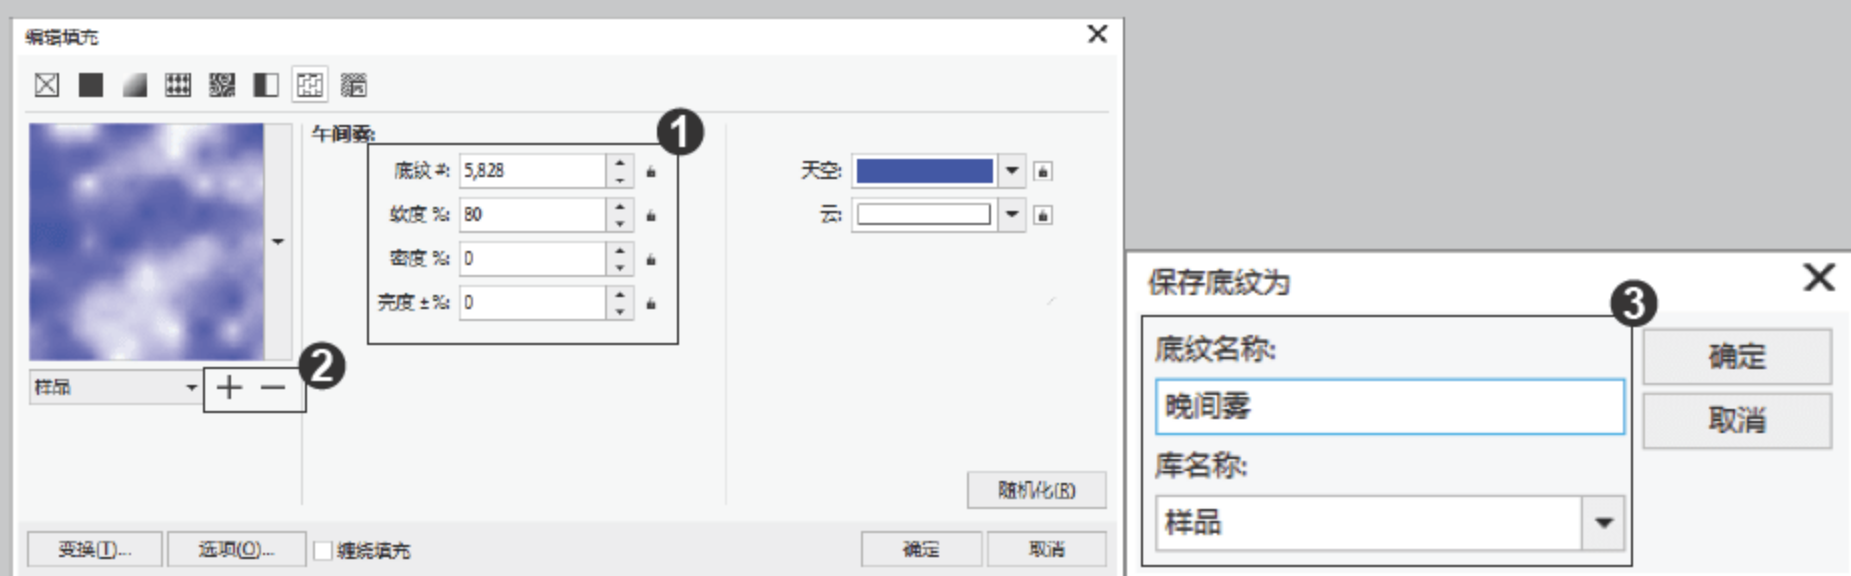 编辑填充
午间雾:
1
底纹 #: 5,828
软度 %: 80
密度 %: 0
亮度 ±%: 0
天空:
云:
2
样品
随机化(R)
变换(T)...
选项(O)...
缠绕填充
确定
取消
保存底纹为
3
底纹名称:
晚间雾
库名称:
样品
确定
取消